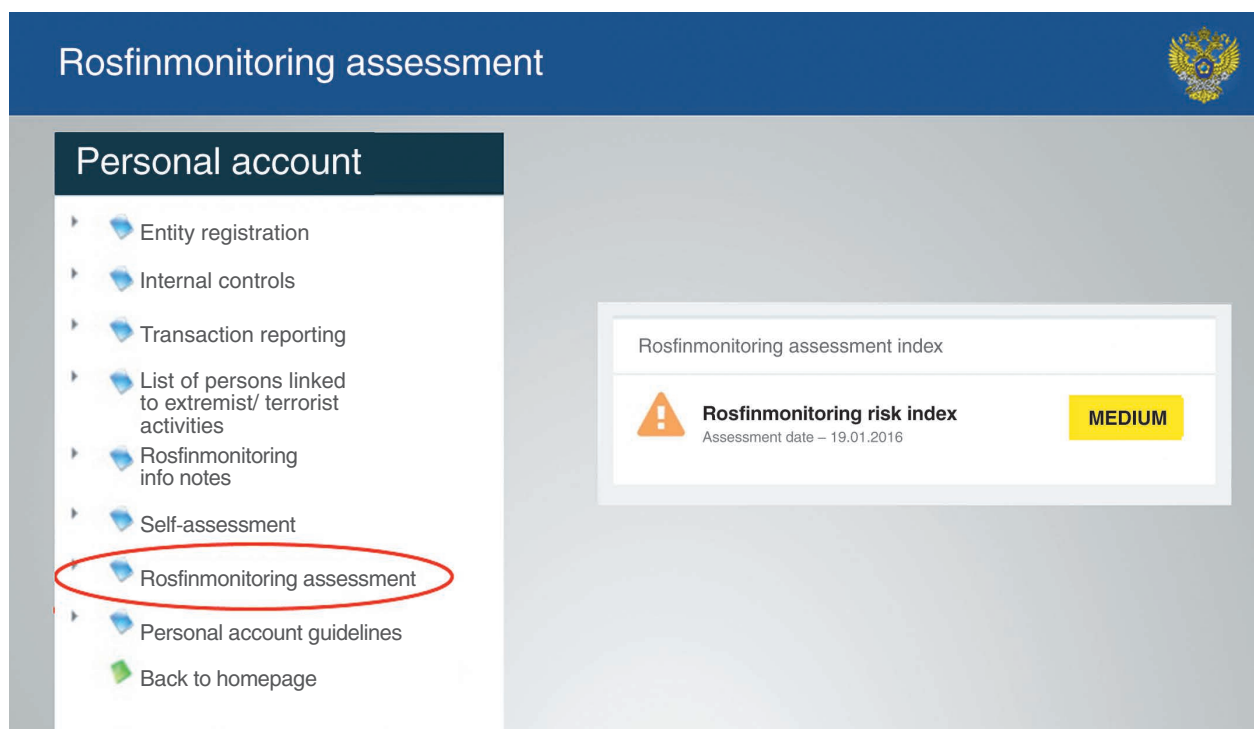 Rosfinmonitoring assessment
Personal account
Entity registration
Internal controls
Transaction reporting
List of persons linked
to extremist/ terrorist
activities
Rosfinmonitoring
info notes
Self-assessment
Rosfinmonitoring assessment
Personal account guidelines
Back to homepage
Rosfinmonitoring assessment index
Rosfinmonitoring risk index
MEDIUM
Assessment date – 19.01.2016